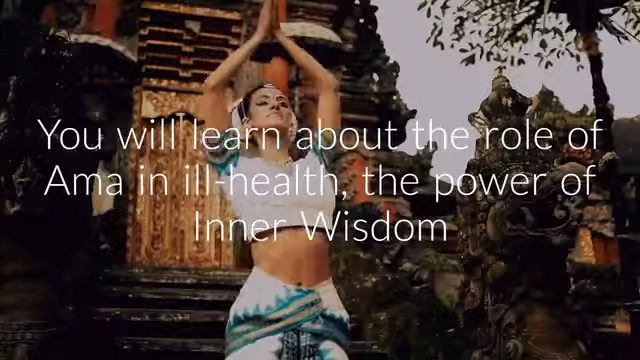 You will learn about the role of
Ama in ill-health, the power of
Inner Wisdom